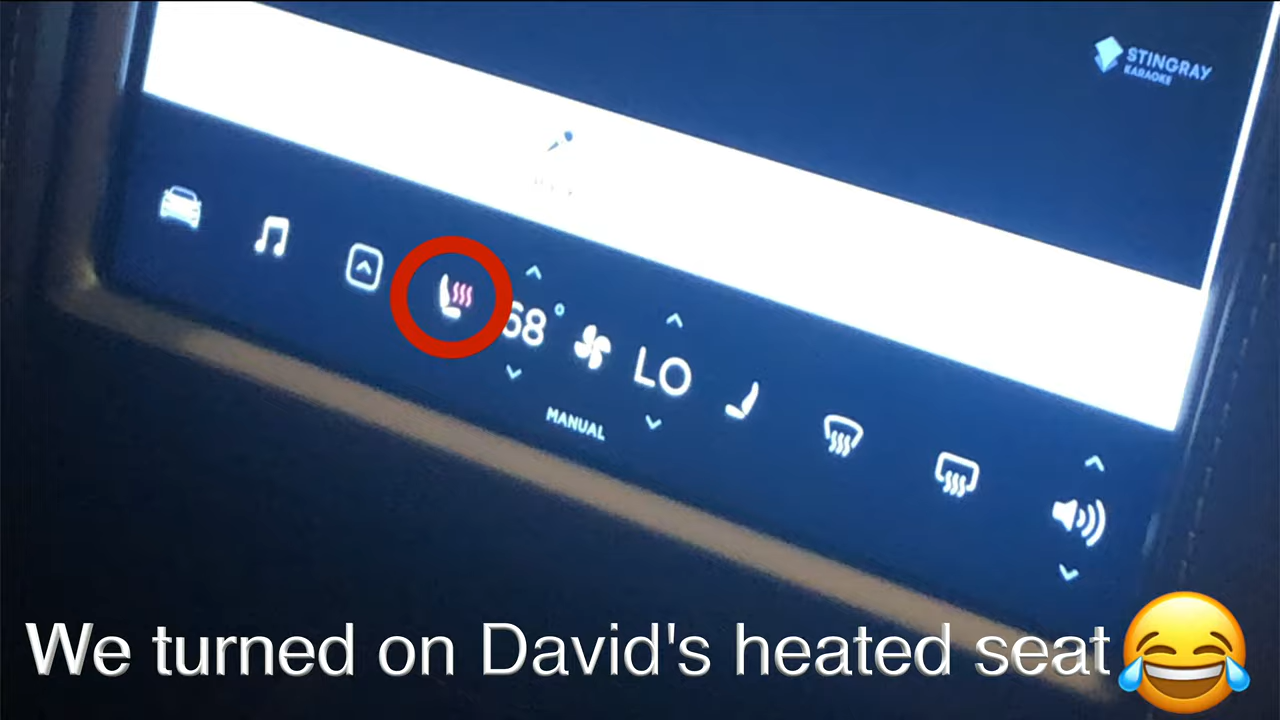 STINGRAY
KARAOKE
68°
LO
MANUAL
We turned on David's heated seat😂